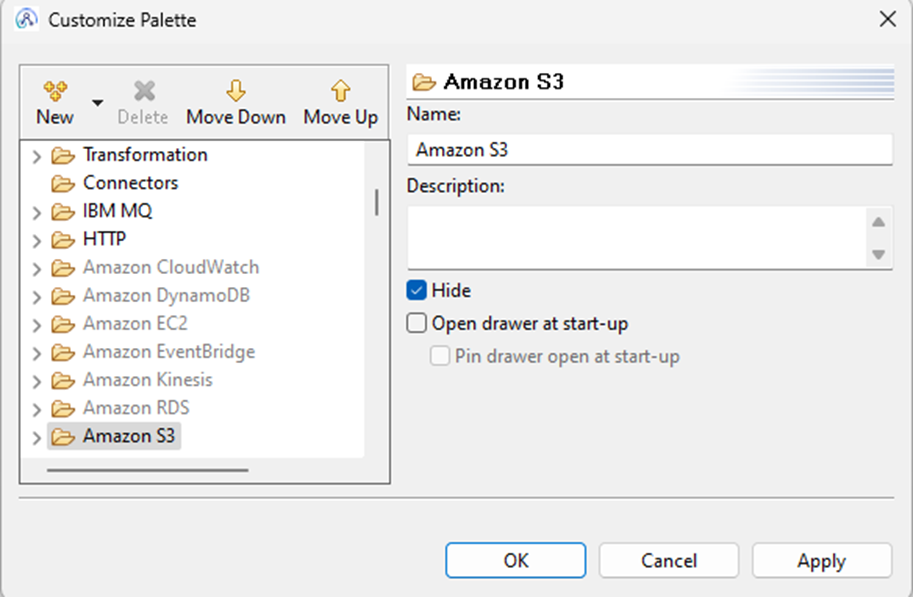 Customize Palette
New
Delete
Move Down
Move Up
Transformation
Connectors
IBM MQ
HTTP
Amazon CloudWatch
Amazon DynamoDB
Amazon EC2
Amazon EventBridge
Amazon Kinesis
Amazon RDS
Amazon S3
Amazon S3
Name:
Amazon S3
Description:
Hide
Open drawer at start-up
Pin drawer open at start-up
OK
Cancel
Apply